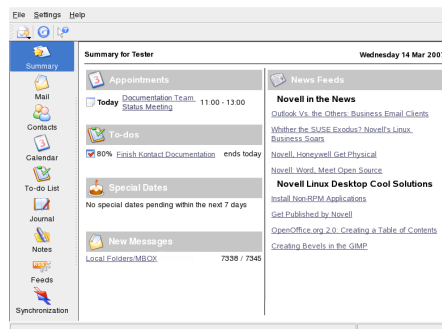 File Settings Help
Summary
Mail
Contacts
Calendar
To-do List
Journal
Notes
Feeds
Synchronization
Summary for Tester
Wednesday 14 Mar 2007
Appointments
Today Documentation Team Status Meeting 11:00 - 13:00
To-dos
80% Finish Kontact Documentation ends today
Special Dates
No special dates pending within the next 7 days
New Messages
Local Folders/MBOX 7338 / 7345
News Feeds
Novell in the News
Outlook Vs. the Others: Business Email Clients
Whither the SUSE Exodus? Novell's Linux
Business Soars
Novell, Honeywell Get Physical
Novell: Word, Meet Open Source
Novell Linux Desktop Cool Solutions
Install Non-RPM Applications
Get Published by Novell
OpenOffice.org 2.0: Creating a Table of Contents
Creating Bevels in the GIMP